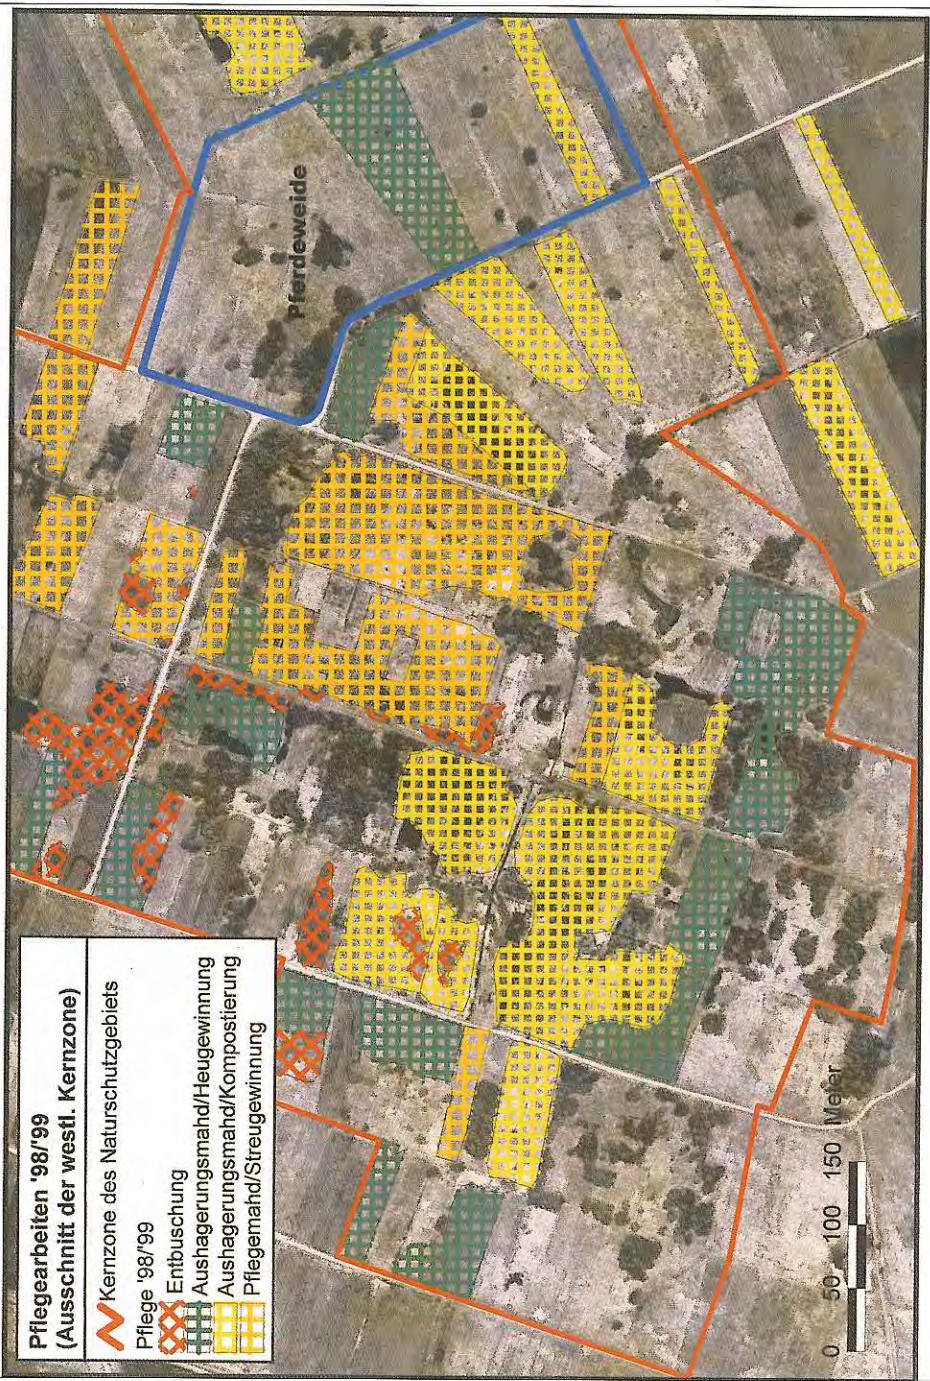 Pflegearbeiten '98/'99
(Ausschnitt der westl. Kernzone)
Kernzone des Naturschutzgebiets
Pflege '98/'99
Entbuschung
Aushagerungsmahd/Heugewinnung
Aushagerungsmahd/Kompostierung
Pflegemahd/Streugewinnung
Pferdeweide
0 50 100 150 Meter